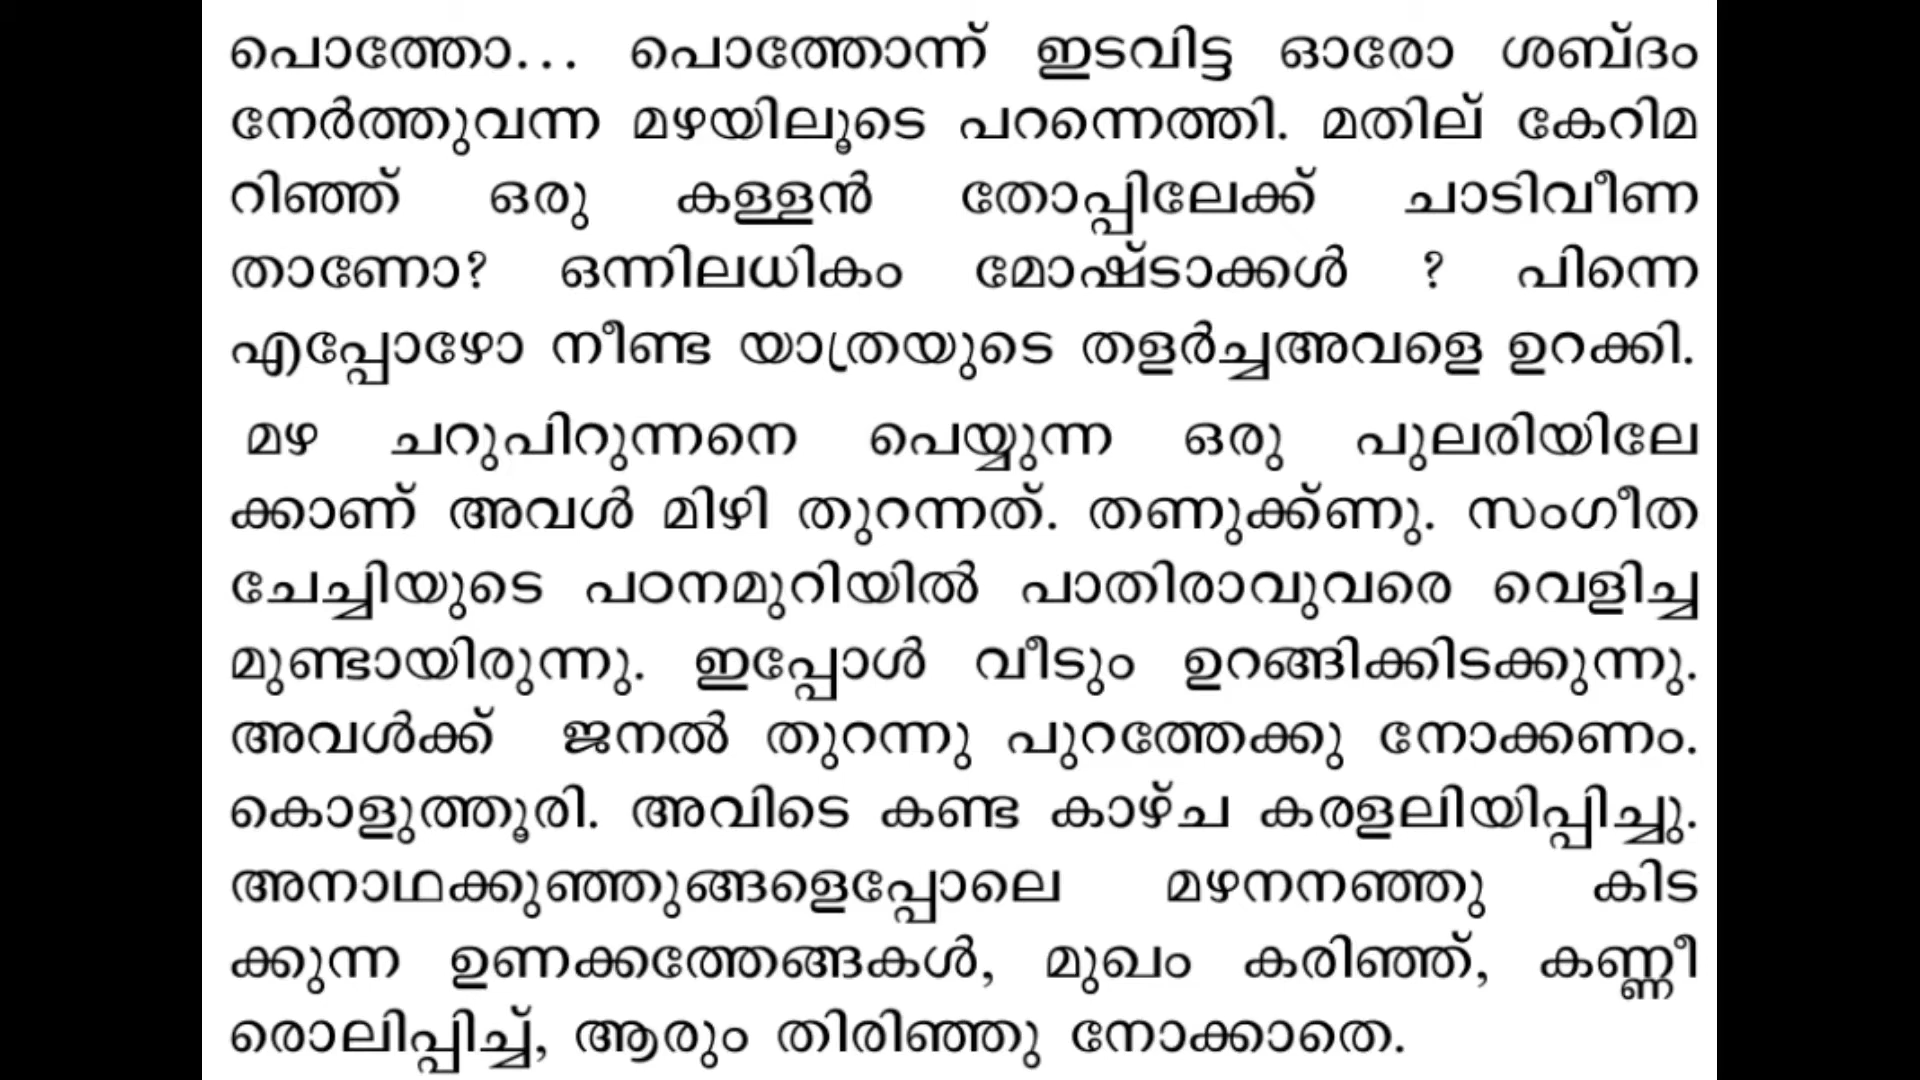 പൊത്തോ... പൊത്തോന്ന് ഇടവിട്ട ഓരോ ശബ്ദം
നേർത്തുവന്ന മഴയിലൂടെ പറന്നെത്തി. മതില് കേറിമ
റിഞ്ഞ് ഒരു കള്ളൻ തോപ്പിലേക്ക് ചാടിവീണ
താണോ? ഒന്നിലധികം മോഷ്ടാക്കൾ ? പിന്നെ
എപ്പോഴോ നീണ്ട യാത്രയുടെ തളർച്ചഅവളെ ഉറക്കി.
മഴ ചറുപിറുന്നനെ പെയ്യുന്ന ഒരു പുലരിയിലേ
ക്കാണ് അവൾ മിഴി തുറന്നത്. തണുക്ക്ണു. സംഗീത
ചേച്ചിയുടെ പഠനമുറിയിൽ പാതിരാവുവരെ വെളിച്ച
മുണ്ടായിരുന്നു. ഇപ്പോൾ വീടും ഉറങ്ങിക്കിടക്കുന്നു.
അവൾക്ക് ജനൽ തുറന്നു പുറത്തേക്കു നോക്കണം.
കൊളുത്തൂരി. അവിടെ കണ്ട കാഴ്ച കരളലിയിപ്പിച്ചു.
അനാഥക്കുഞ്ഞുങ്ങളെപ്പോലെ മഴനനഞ്ഞു കിട
ക്കുന്ന ഉണക്കത്തേങ്ങകൾ, മുഖം കരിഞ്ഞ്, കണ്ണീ
രൊലിപ്പിച്ച്, ആരും തിരിഞ്ഞു നോക്കാതെ.